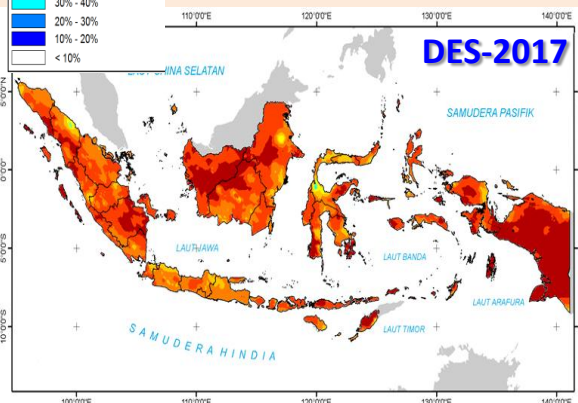 30% - 40%
20% - 30%
10% - 20%
< 10%
110°0'0"E
120°0'0"E
130°0'0"E
140°0'0"E
DES-2017
CHINA SELATAN
SAMUDERA PASIFIK
5°0'0"N
0°0'0"
LAUT JAWA
LAUT BANDA
5°0'0"S
LAUT ARAFURA
10°0'0"S
LAUT TIMOR
SAMUDERA HINDIA
100°0'0"E
110°0'0"E
120°0'0"E
130°0'0"E
140°0'0"E